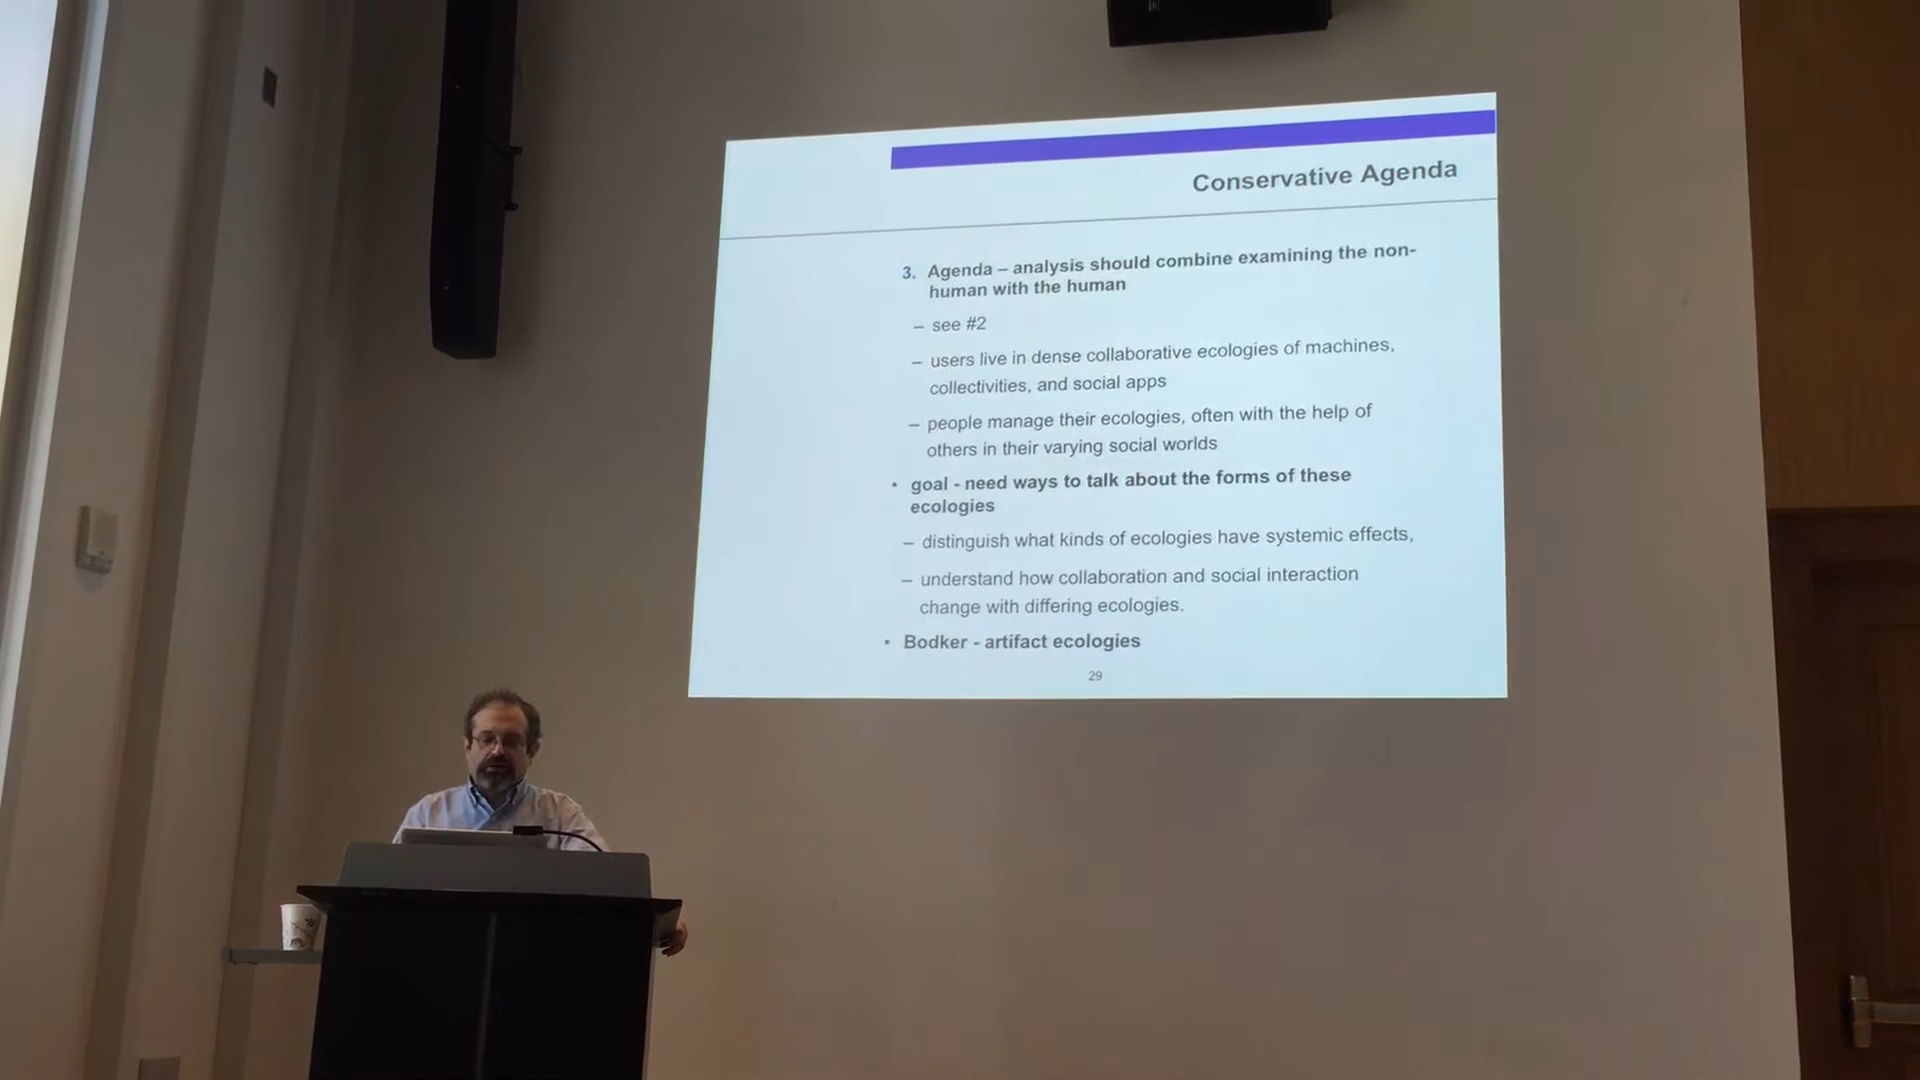 Conservative Agenda
3. Agenda – analysis should combine examining the non-
human with the human
– see #2
– users live in dense collaborative ecologies of machines,
collectivities, and social apps
– people manage their ecologies, often with the help of
others in their varying social worlds
• goal - need ways to talk about the forms of these
ecologies
– distinguish what kinds of ecologies have systemic effects,
– understand how collaboration and social interaction
change with differing ecologies.
• Bodker - artifact ecologies
29